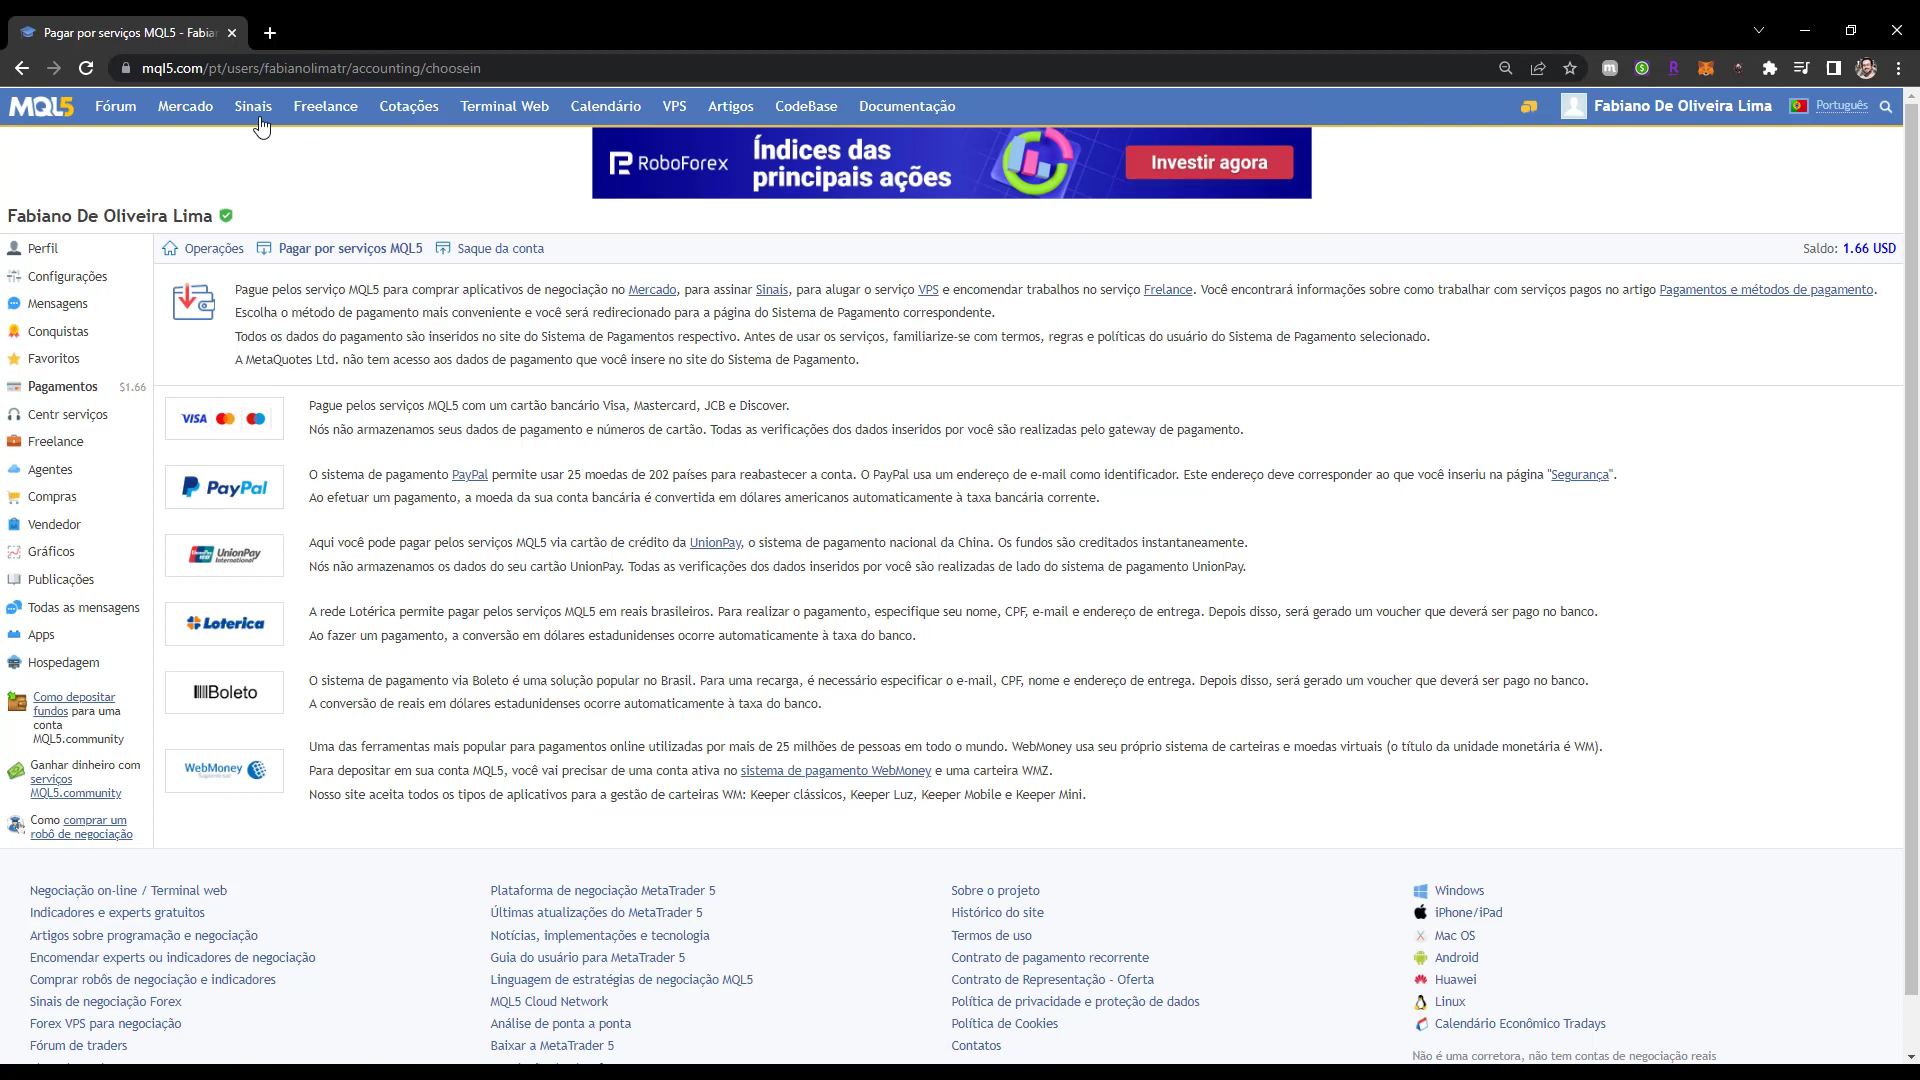 Pagar por serviços MQL5 - Fabia
mql5.com/pt/users/fabianolimatr/accounting/choosein
MQL5 Fórum Mercado Sinais Freelance Cotações Terminal Web Calendário VPS Artigos CodeBase Documentação Fabiano De Oliveira Lima Português
RoboForex
Índices das
principais ações
Investir agora
Fabiano De Oliveira Lima
Operações Pagar por serviços MQL5 Saque da conta Saldo: 1.66 USD
Perfil
Configurações
Mensagens
Conquistas
Favoritos
Pagamentos $1.66
Centr serviços
Freelance
Agentes
Compras
Vendedor
Gráficos
Publicações
Todas as mensagens
Apps
Hospedagem
Como depositar
fundos para uma
conta
MQL5.community
Ganhar dinheiro com
serviços
MQL5.community
Como comprar um
robô de negociação
Pague pelos serviço MQL5 para comprar aplicativos de negociação no Mercado, para assinar Sinais, para alugar o serviço VPS e encomendar trabalhos no serviço Frelance. Você encontrará informações sobre como trabalhar com serviços pagos no artigo Pagamentos e métodos de pagamento.
Escolha o método de pagamento mais conveniente e você será redirecionado para a página do Sistema de Pagamento correspondente.
Todos os dados do pagamento são inseridos no site do Sistema de Pagamentos respectivo. Antes de usar os serviços, familiarize-se com termos, regras e políticas do usuário do Sistema de Pagamento selecionado.
A MetaQuotes Ltd. não tem acesso aos dados de pagamento que você insere no site do Sistema de Pagamento.
VISA
Pague pelos serviços MQL5 com um cartão bancário Visa, Mastercard, JCB e Discover.
Nós não armazenamos seus dados de pagamento e números de cartão. Todas as verificações dos dados inseridos por você são realizadas pelo gateway de pagamento.
PayPal
O sistema de pagamento PayPal permite usar 25 moedas de 202 países para reabastecer a conta. O PayPal usa um endereço de e-mail como identificador. Este endereço deve corresponder ao que você inseriu na página "Segurança".
Ao efetuar um pagamento, a moeda da sua conta bancária é convertida em dólares americanos automaticamente à taxa bancária corrente.
UnionPay
International
Aqui você pode pagar pelos serviços MQL5 via cartão de crédito da UnionPay, o sistema de pagamento nacional da China. Os fundos são creditados instantaneamente.
Nós não armazenamos os dados do seu cartão UnionPay. Todas as verificações dos dados inseridos por você são realizadas de lado do sistema de pagamento UnionPay.
Loterica
A rede Lotérica permite pagar pelos serviços MQL5 em reais brasileiros. Para realizar o pagamento, especifique seu nome, CPF, e-mail e endereço de entrega. Depois disso, será gerado um voucher que deverá ser pago no banco.
Ao fazer um pagamento, a conversão em dólares estadunidenses ocorre automaticamente à taxa do banco.
Boleto
O sistema de pagamento via Boleto é uma solução popular no Brasil. Para uma recarga, é necessário especificar o e-mail, CPF, nome e endereço de entrega. Depois disso, será gerado um voucher que deverá ser pago no banco.
A conversão de reais em dólares estadunidenses ocorre automaticamente à taxa do banco.
WebMoney
Uma das ferramentas mais popular para pagamentos online utilizadas por mais de 25 milhões de pessoas em todo o mundo. WebMoney usa seu próprio sistema de carteiras e moedas virtuais (o título da unidade monetária é WM).
Para depositar em sua conta MQL5, você vai precisar de uma conta ativa no sistema de pagamento WebMoney e uma carteira WMZ.
Nosso site aceita todos os tipos de aplicativos para a gestão de carteiras WM: Keeper clássicos, Keeper Luz, Keeper Mobile e Keeper Mini.
Negociação on-line / Terminal web
Indicadores e experts gratuitos
Artigos sobre programação e negociação
Encomendar experts ou indicadores de negociação
Comprar robôs de negociação e indicadores
Sinais de negociação Forex
Forex VPS para negociação
Fórum de traders
Plataforma de negociação MetaTrader 5
Últimas atualizações do MetaTrader 5
Notícias, implementações e tecnologia
Guia do usuário para MetaTrader 5
Linguagem de estratégias de negociação MQL5
MQL5 Cloud Network
Análise de ponta a ponta
Baixar a MetaTrader 5
Sobre o projeto
Histórico do site
Termos de uso
Contrato de pagamento recorrente
Contrato de Representação - Oferta
Política de privacidade e proteção de dados
Política de Cookies
Contatos
Windows
iPhone/iPad
Mac OS
Android
Huawei
Linux
Calendário Econômico Tradays
Não é uma corretora, não tem contas de negociação reais